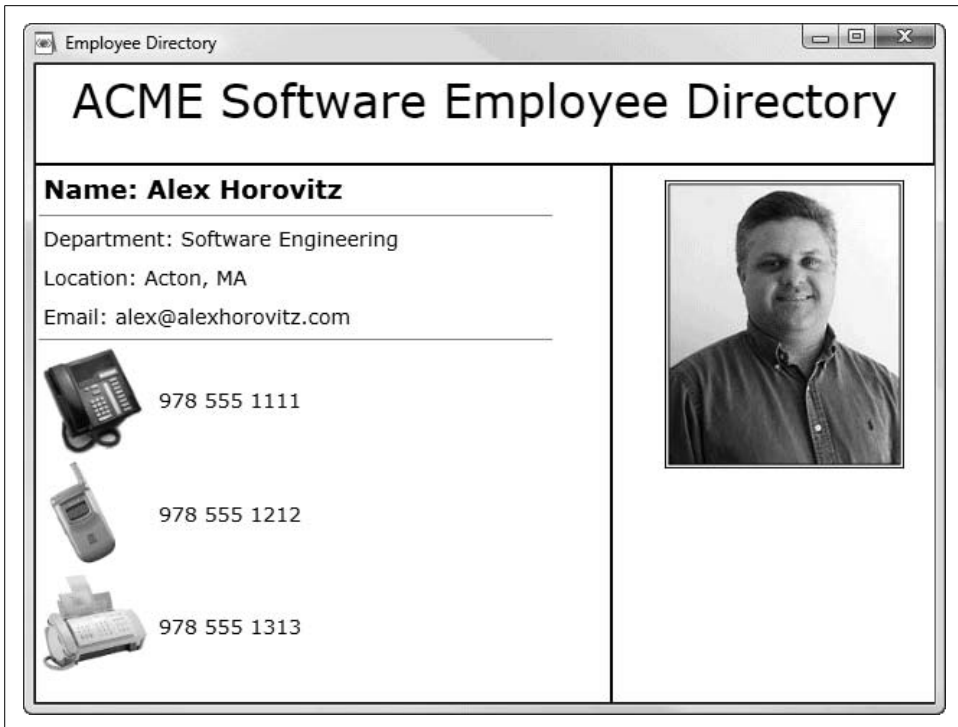 Employee Directory
ACME Software Employee Directory
Name: Alex Horovitz
Department: Software Engineering
Location: Acton, MA
Email: alex@alexhorovitz.com
978 555 1111
978 555 1212
978 555 1313